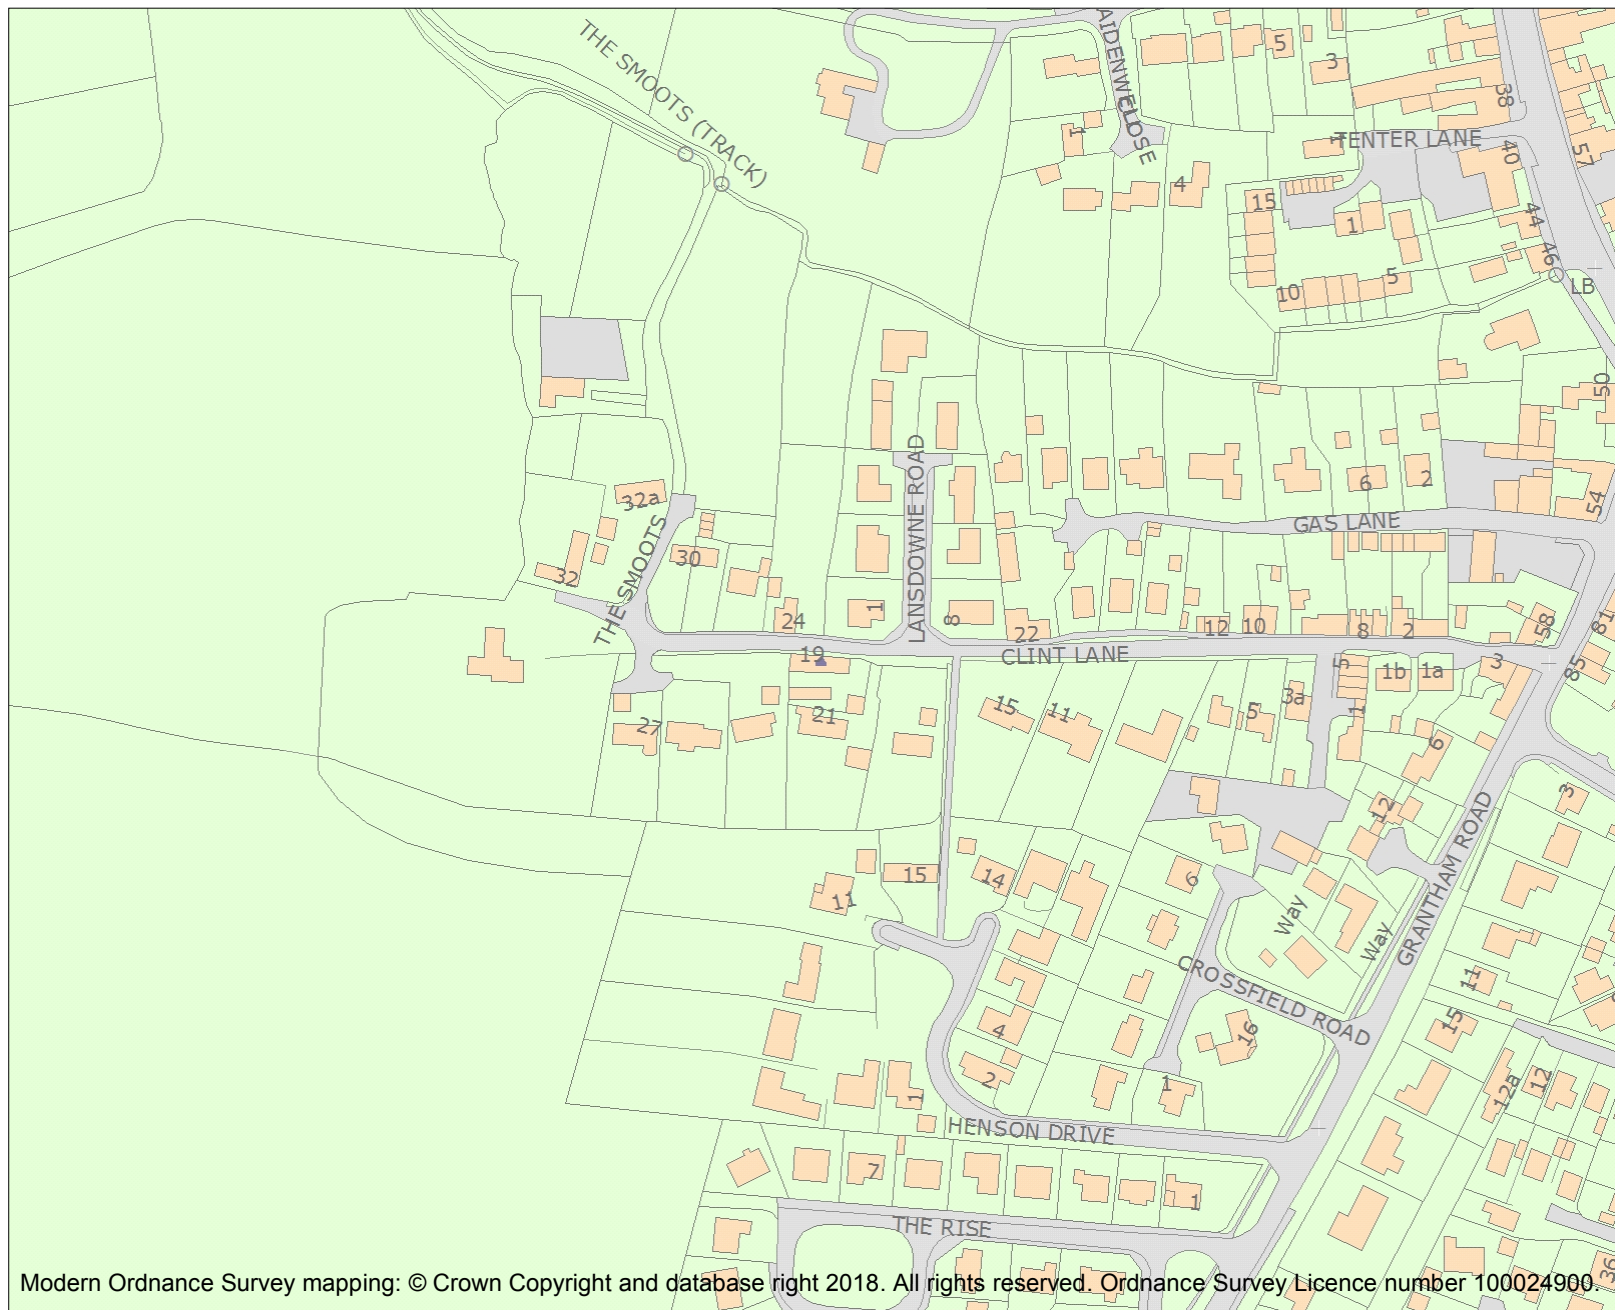 THE SMOOTS (TRACK)
AIDENWELL
CLOSE
5
3
38
1
1
TENTER LANE
40
57
4
15
1
44
46
10
5
LB
50
LANSDOWNE ROAD
6
2
54
32a
GAS LANE
THE SMOOTS
30
32
24
1
8
22
12
10
8
2
58
81
19
CLINT LANE
5
1b
1a
3
85
27
21
15
11
5
3a
1
6
12
3
GRANTHAM ROAD
15
14
6
11
Way
Way
CROSSFIELD ROAD
11
4
16
15
2
1
1
12a
12
HENSON DRIVE
7
1
THE RISE
36
Modern Ordnance Survey mapping: © Crown Copyright and database right 2018. All rights reserved. Ordnance Survey Licence number 100024900.